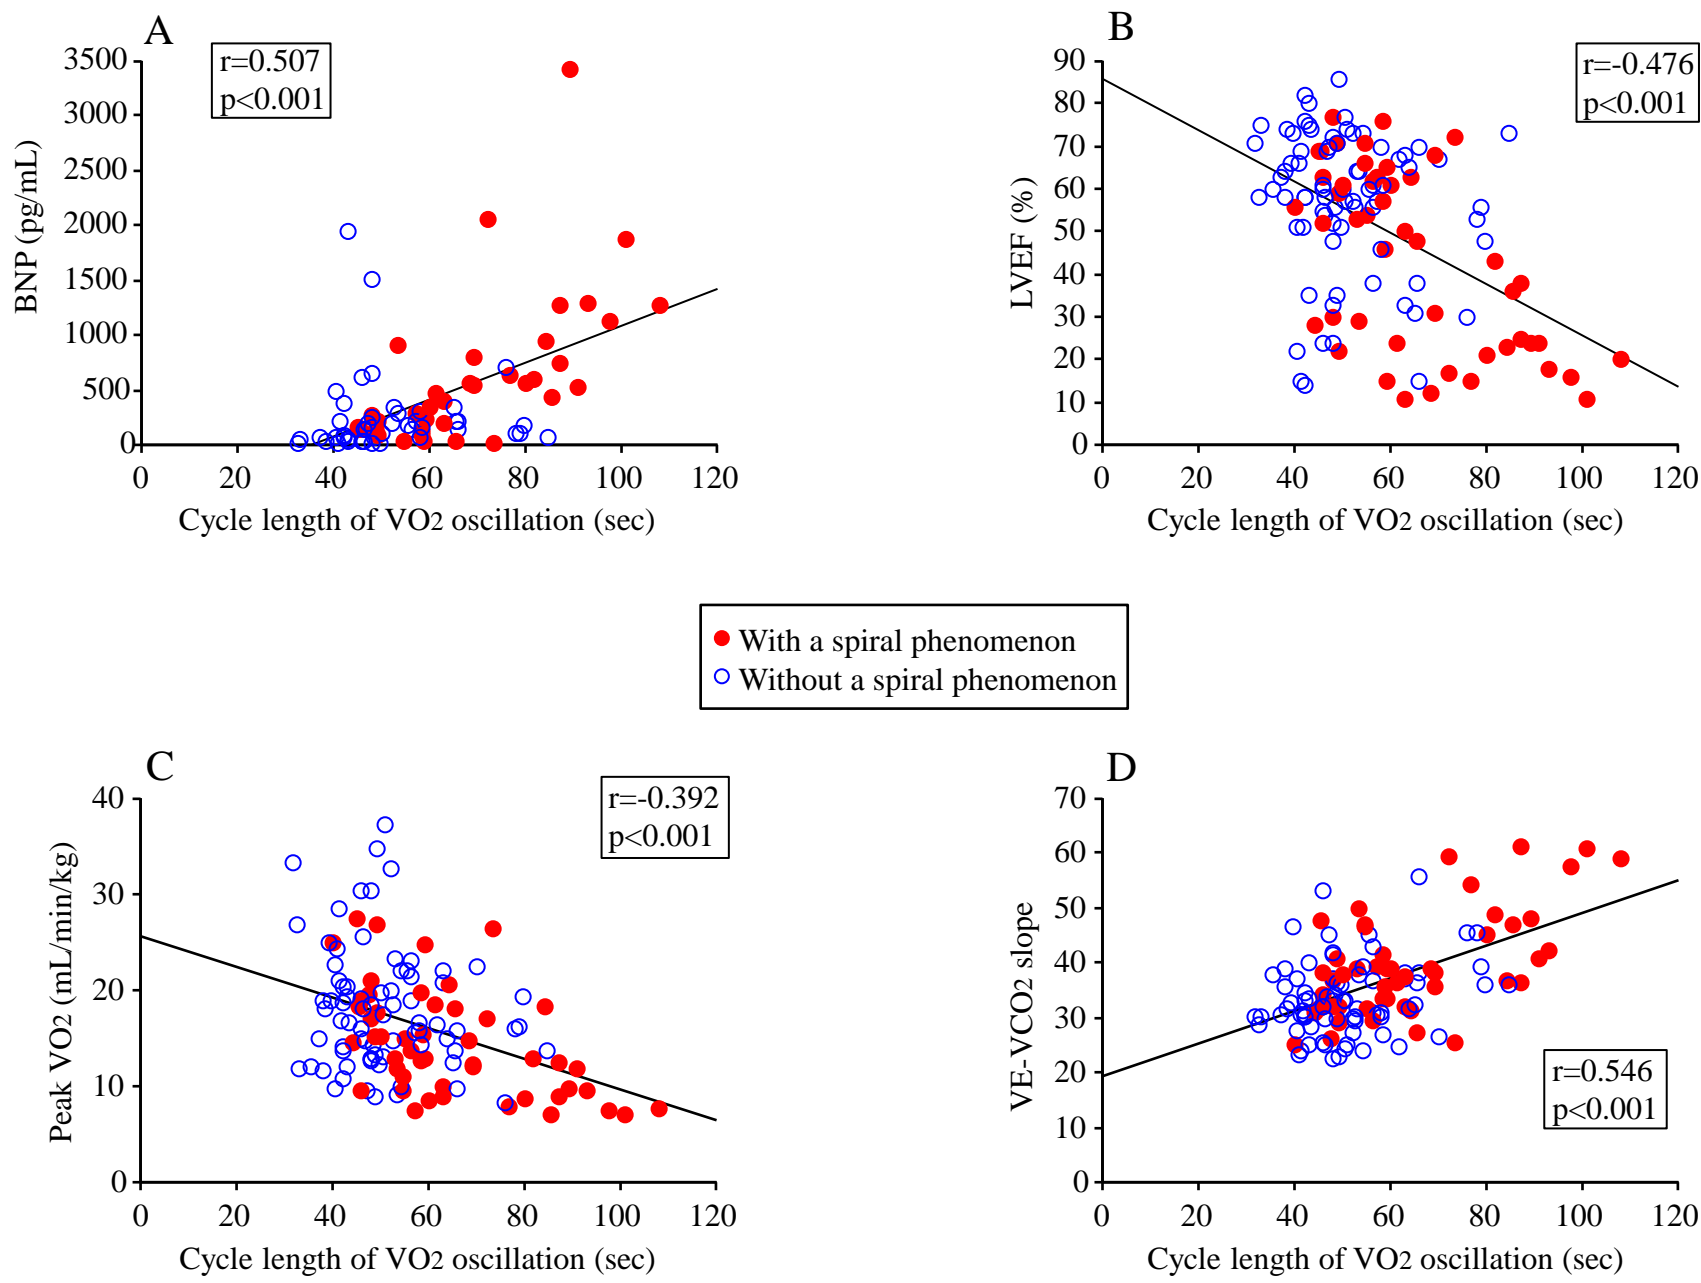 A
r=0.507
p<0.001
3500
3000
2500
2000
1500
1000
500
0
BNP (pg/mL)
0 20 40 60 80 100 120
Cycle length of VO2 oscillation (sec)
B
r=-0.476
p<0.001
90
80
70
60
50
40
30
20
10
0
LVEF (%)
0 20 40 60 80 100 120
Cycle length of VO2 oscillation (sec)
With a spiral phenomenon
Without a spiral phenomenon
C
r=-0.392
p<0.001
40
30
20
10
0
Peak VO2 (mL/min/kg)
0 20 40 60 80 100 120
Cycle length of VO2 oscillation (sec)
D
70
60
50
40
30
20
10
0
VE-VCO2 slope
r=0.546
p<0.001
0 20 40 60 80 100 120
Cycle length of VO2 oscillation (sec)